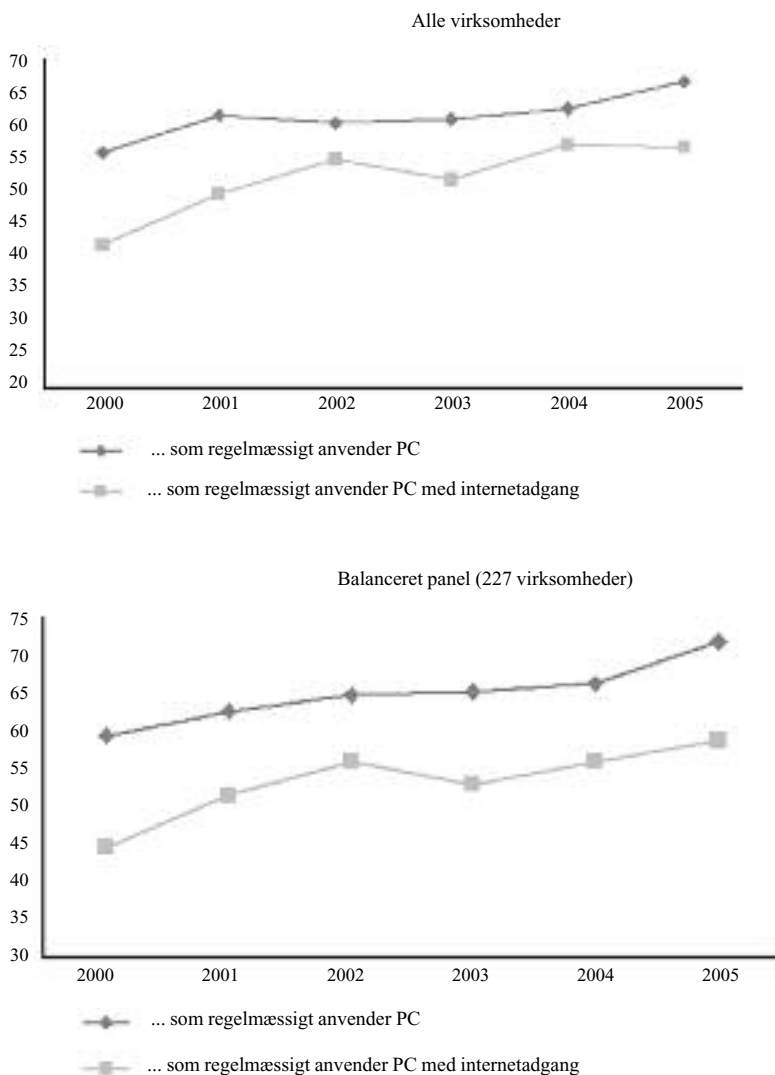 Alle virksomheder
70
65
60
55
50
45
40
35
30
25
20
2000 2001 2002 2003 2004 2005
... som regelmæssigt anvender PC
... som regelmæssigt anvender PC med internetadgang
Balanceret panel (227 virksomheder)
75
70
65
60
55
50
45
40
35
30
2000 2001 2002 2003 2004 2005
... som regelmæssigt anvender PC
... som regelmæssigt anvender PC med internetadgang